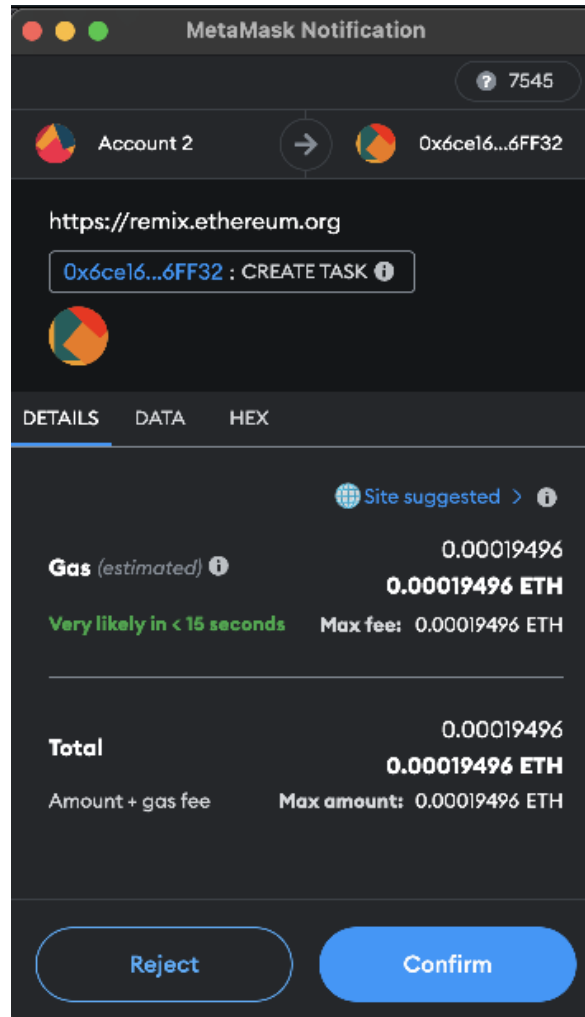 MetaMask Notification
? 7545
Account 2
0x6ce16...6FF32
https://remix.ethereum.org
0x6ce16...6FF32 : CREATE TASK
DETAILS DATA HEX
Site suggested >
0.00019496
Gas (estimated) 0.00019496 ETH
Very likely in < 15 seconds Max fee: 0.00019496 ETH
0.00019496
Total 0.00019496 ETH
Amount + gas fee Max amount: 0.00019496 ETH
Reject Confirm